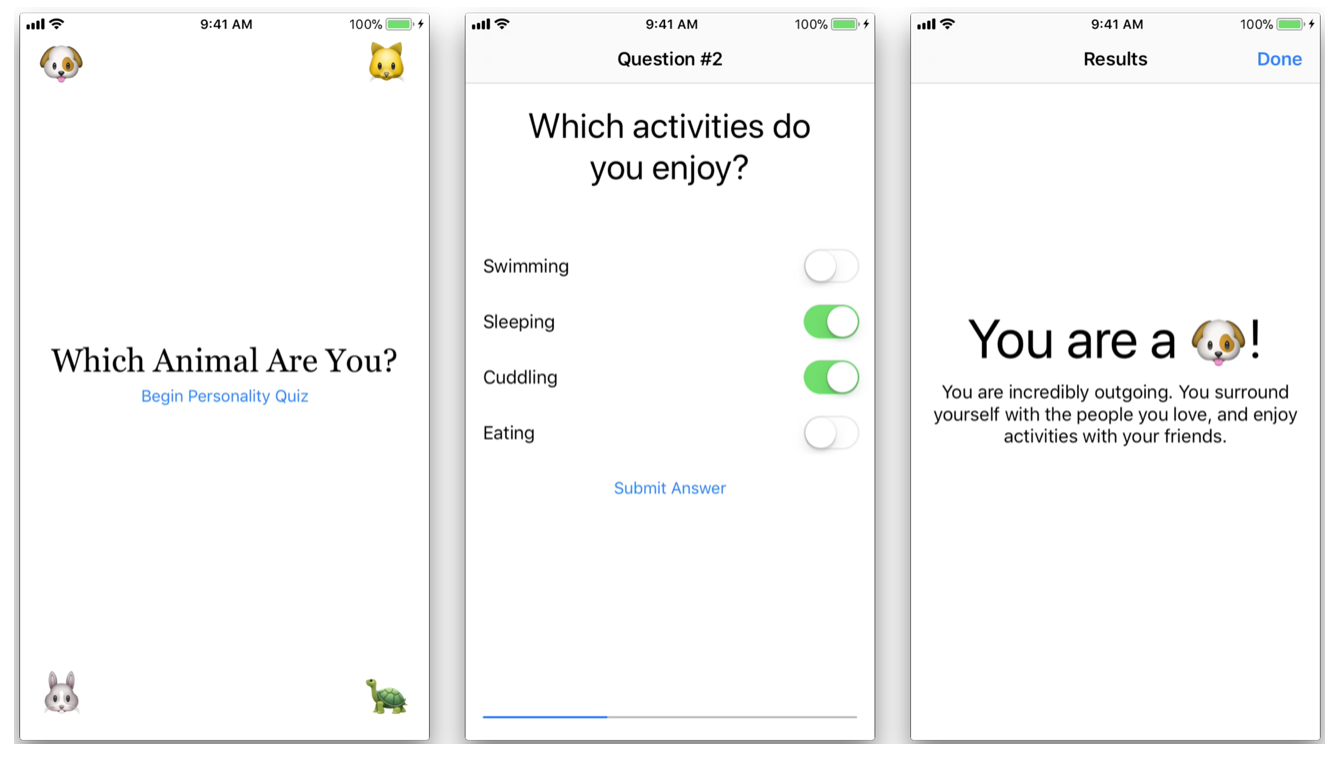 9:41 AM
100%
Which Animal Are You?
Begin Personality Quiz
9:41 AM
100%
Question #2
Which activities do
you enjoy?
Swimming
Sleeping
Cuddling
Eating
Submit Answer
9:41 AM
100%
Results
Done
You are a 🐶!
You are incredibly outgoing. You surround
yourself with the people you love, and enjoy
activities with your friends.